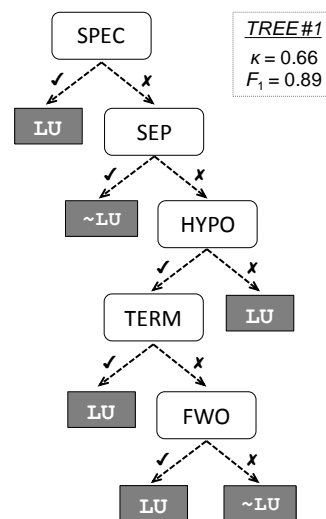 SPEC
TREE#1
κ = 0.66
F1 = 0.89
✓ ✗
LU
SEP
✓ ✗
~LU
HYPO
✓ ✗
TERM
LU
✓ ✗
LU
FWO
✓ ✗
LU ~LU